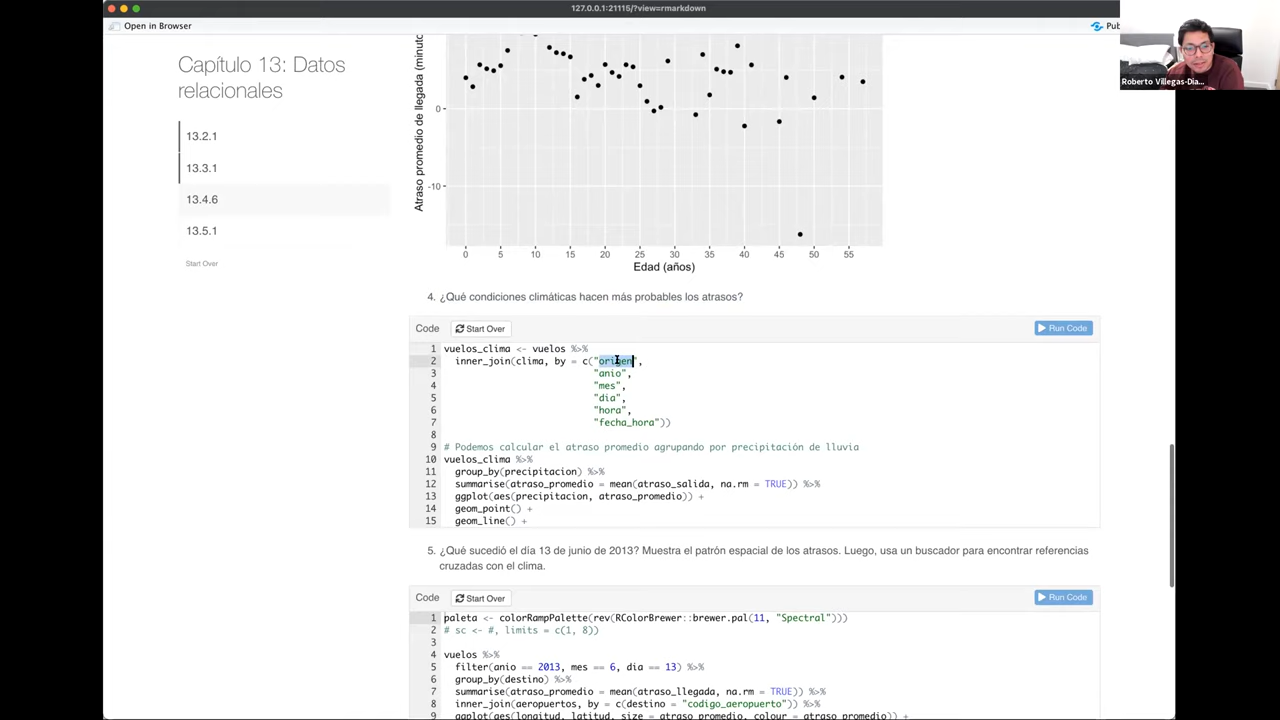 127.0.0.1:21115/?view=rmarkdown
Open in Browser
Roberto Villegas-Dia...
Capítulo 13: Datos
relacionales
13.2.1
13.3.1
13.4.6
13.5.1
Start Over
Atraso promedio de llegada (minuto
0
-10
0 5 10 15 20 25 30 35 40 45 50 55
Edad (años)
4. ¿Qué condiciones climáticas hacen más probables los atrasos?
Code Start Over Run Code
1 vuelos_clima <- vuelos %>%
2 inner_join(clima, by = c("origen",
3 "anio",
4 "mes",
5 "dia",
6 "hora",
7 "fecha_hora"))
8
9 # Podemos calcular el atraso promedio agrupando por precipitación de lluvia
10 vuelos_clima %>%
11 group_by(precipitacion) %>%
12 summarise(atraso_promedio = mean(atraso_salida, na.rm = TRUE)) %>%
13 ggplot(aes(precipitacion, atraso_promedio)) +
14 geom_point() +
15 geom_line() +
5. ¿Qué sucedió el día 13 de junio de 2013? Muestra el patrón espacial de los atrasos. Luego, usa un buscador para encontrar referencias
cruzadas con el clima.
Code Start Over Run Code
1 paleta <- colorRampPalette(rev(RColorBrewer::brewer.pal(11, "Spectral")))
2 # sc <- #, limits = c(1, 8))
3
4 vuelos %>%
5 filter(anio == 2013, mes == 6, dia == 13) %>%
6 group_by(destino) %>%
7 summarise(atraso_promedio = mean(atraso_llegada, na.rm = TRUE)) %>%
8 inner_join(aeropuertos, by = c(destino = "codigo_aeropuerto")) %>%
9 ggplot(aes(longitud, latitud, size = atraso_promedio, colour = atraso_promedio)) +